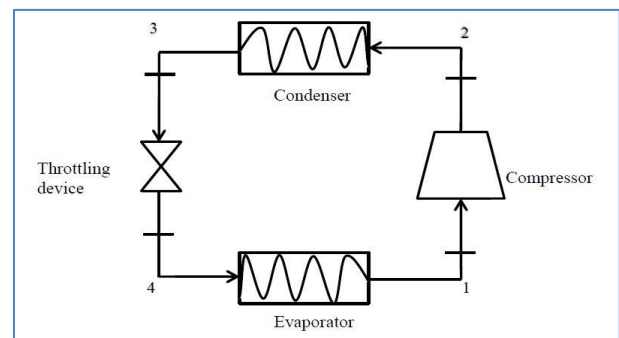 3
2
Condenser
Throttling
device
Compressor
4
1
Evaporator